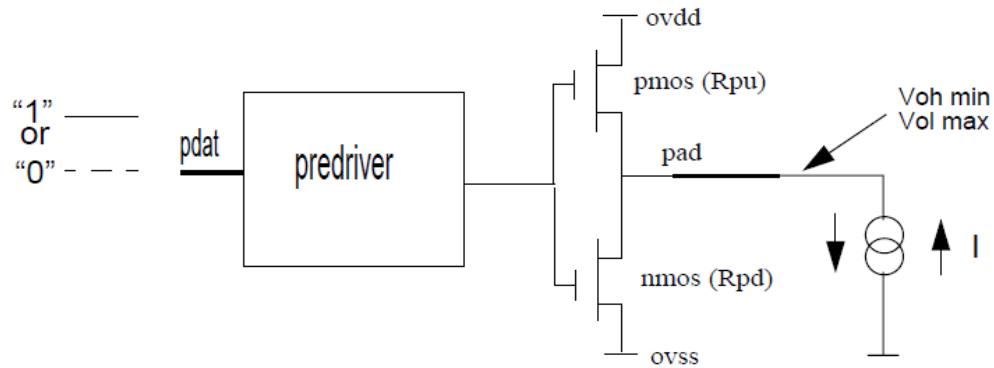 ovdd
pmos (Rpu)
Voh min
Vol max
“1”
or
“0”
pdat
predriver
pad
nmos (Rpd)
I
ovss